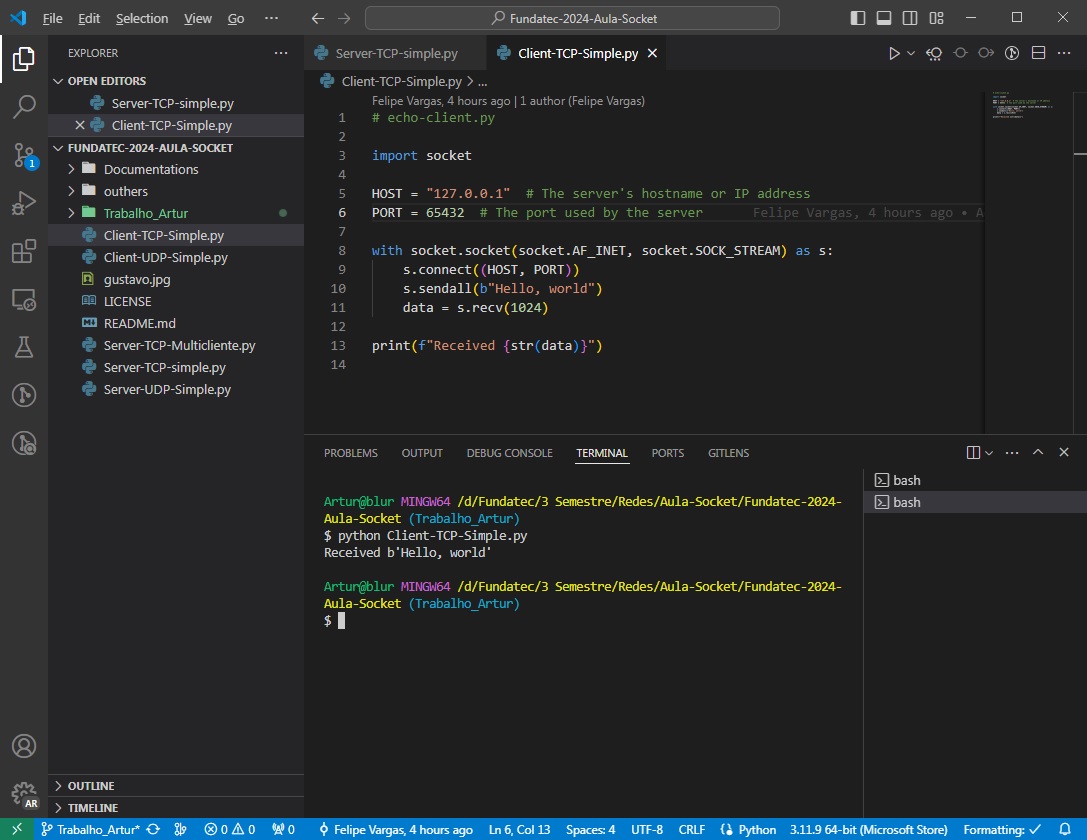 File Edit Selection View Go ··· Fundatec-2024-Aula-Socket
EXPLORER ···
OPEN EDITORS
Server-TCP-simple.py
Client-TCP-Simple.py
FUNDATEC-2024-AULA-SOCKET
Documentations
outhers
Trabalho_Artur
Client-TCP-Simple.py
Client-UDP-Simple.py
gustavo.jpg
LICENSE
README.md
Server-TCP-Multicliente.py
Server-TCP-simple.py
Server-UDP-Simple.py
OUTLINE
TIMELINE
1
AR
Server-TCP-simple.py Client-TCP-Simple.py
Client-TCP-Simple.py > ...
Felipe Vargas, 4 hours ago | 1 author (Felipe Vargas)
1 # echo-client.py
2
3 import socket
4
5 HOST = "127.0.0.1"  # The server's hostname or IP address
6 PORT = 65432  # The port used by the server Felipe Vargas, 4 hours ago • A
7
8 with socket.socket(socket.AF_INET, socket.SOCK_STREAM) as s:
9     s.connect((HOST, PORT))
10     s.sendall(b"Hello, world")
11     data = s.recv(1024)
12
13 print(f"Received {str(data)}")
14
PROBLEMS OUTPUT DEBUG CONSOLE TERMINAL PORTS GITLENS
Artur@blur MINGW64 /d/Fundatec/3 Semestre/Redes/Aula-Socket/Fundatec-2024-
Aula-Socket (Trabalho_Artur)
$ python Client-TCP-Simple.py
Received b'Hello, world'
Artur@blur MINGW64 /d/Fundatec/3 Semestre/Redes/Aula-Socket/Fundatec-2024-
Aula-Socket (Trabalho_Artur)
$
bash
bash
Trabalho_Artur* 0 0 0 Felipe Vargas, 4 hours ago Ln 6, Col 13 Spaces: 4 UTF-8 CRLF Python 3.11.9 64-bit (Microsoft Store) Formatting: ✓